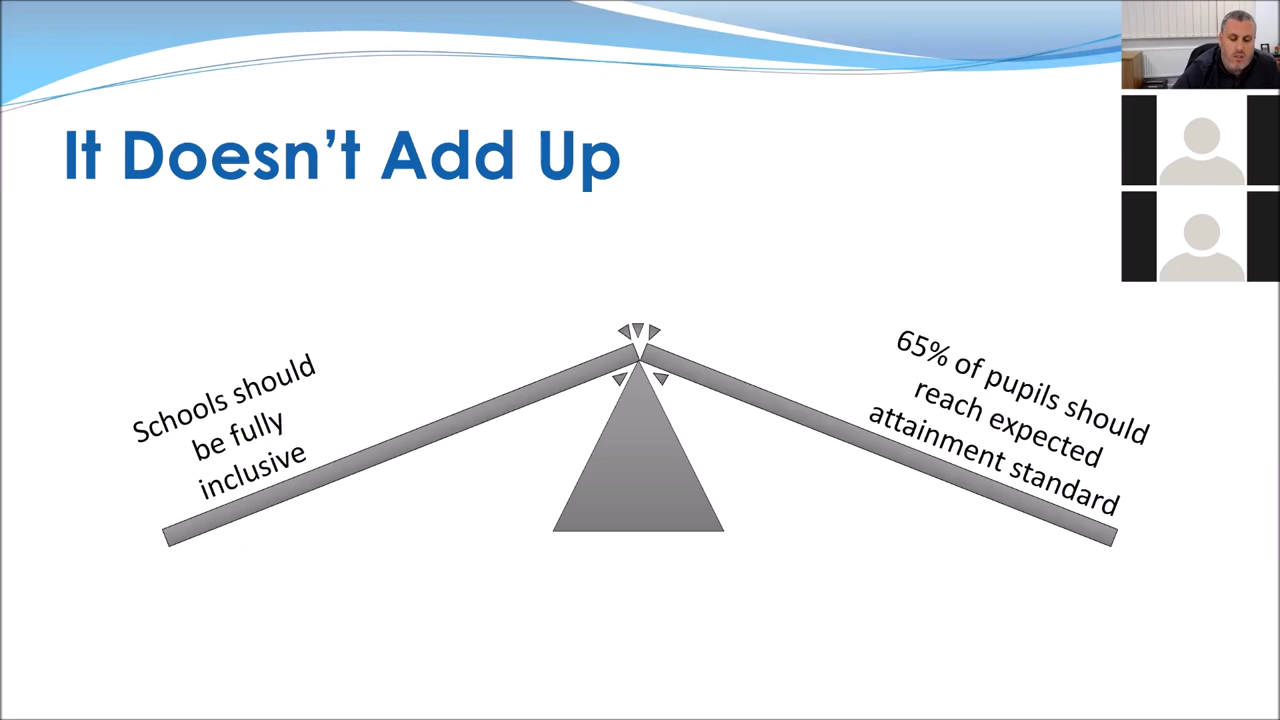 It Doesn't Add Up
Schools should
be fully
inclusive
65% of pupils should
reach expected
attainment standard